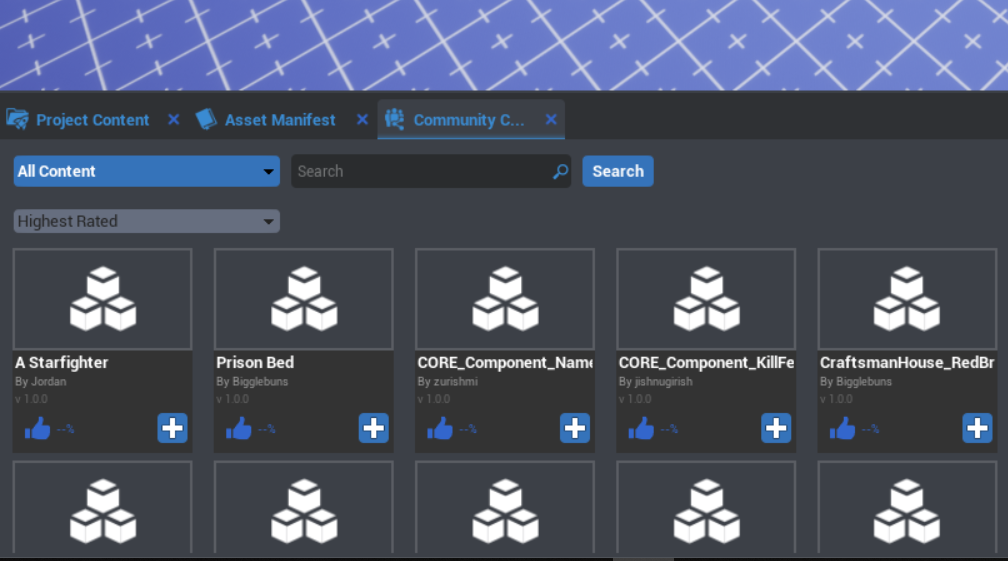 Project Content
Asset Manifest
Community C...
All Content
Search
Search
Highest Rated
A Starfighter
By Jordan
v 1.0.0
--%
Prison Bed
By Bigglebuns
v 1.0.0
--%
CORE_Component_Name
By zurishmi
v 1.0.0
--%
CORE_Component_KillFe
By jishnugirish
v 1.0.0
--%
CraftsmanHouse_RedBr
By Bigglebuns
v 1.0.0
--%